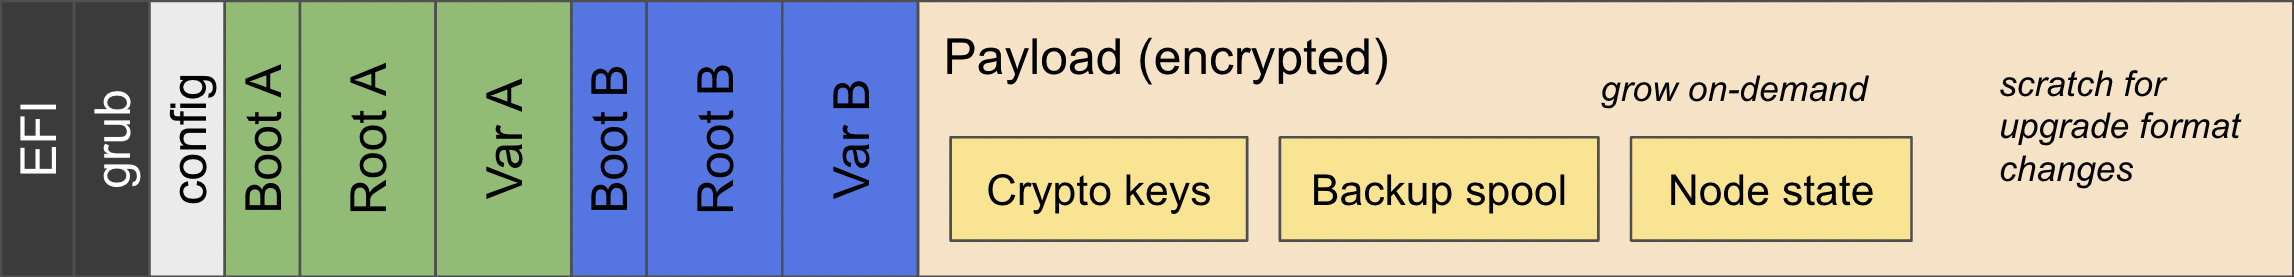 EFI
grub
config
Boot A
Root A
Var A
Boot B
Root B
Var B
Payload (encrypted)
grow on-demand
scratch for
upgrade format
changes
Crypto keys
Backup spool
Node state